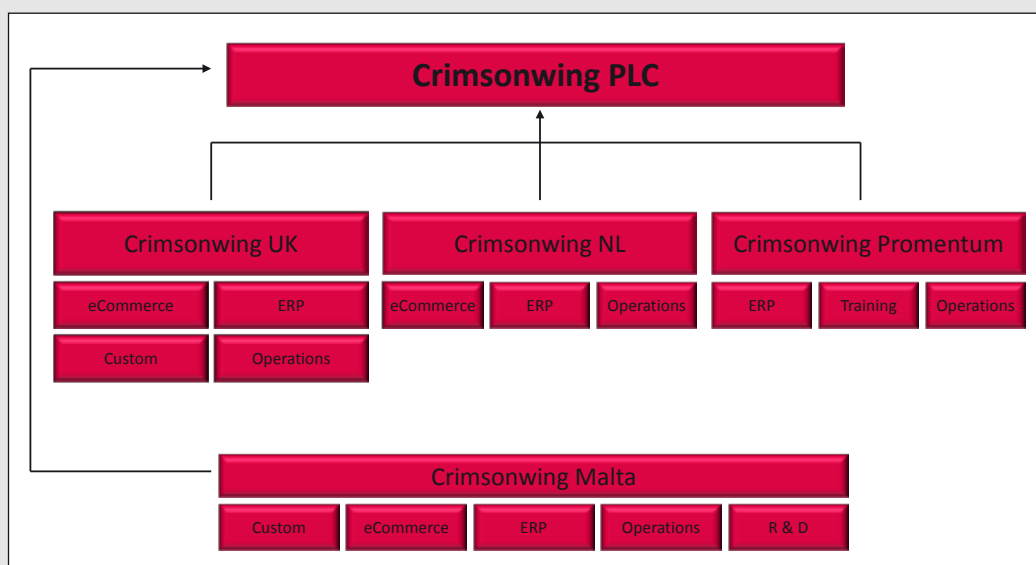 Crimsonwing PLC
Crimsonwing UK
eCommerce
ERP
Custom
Operations
Crimsonwing NL
eCommerce
ERP
Operations
Crimsonwing Promentum
ERP
Training
Operations
Crimsonwing Malta
Custom
eCommerce
ERP
Operations
R & D